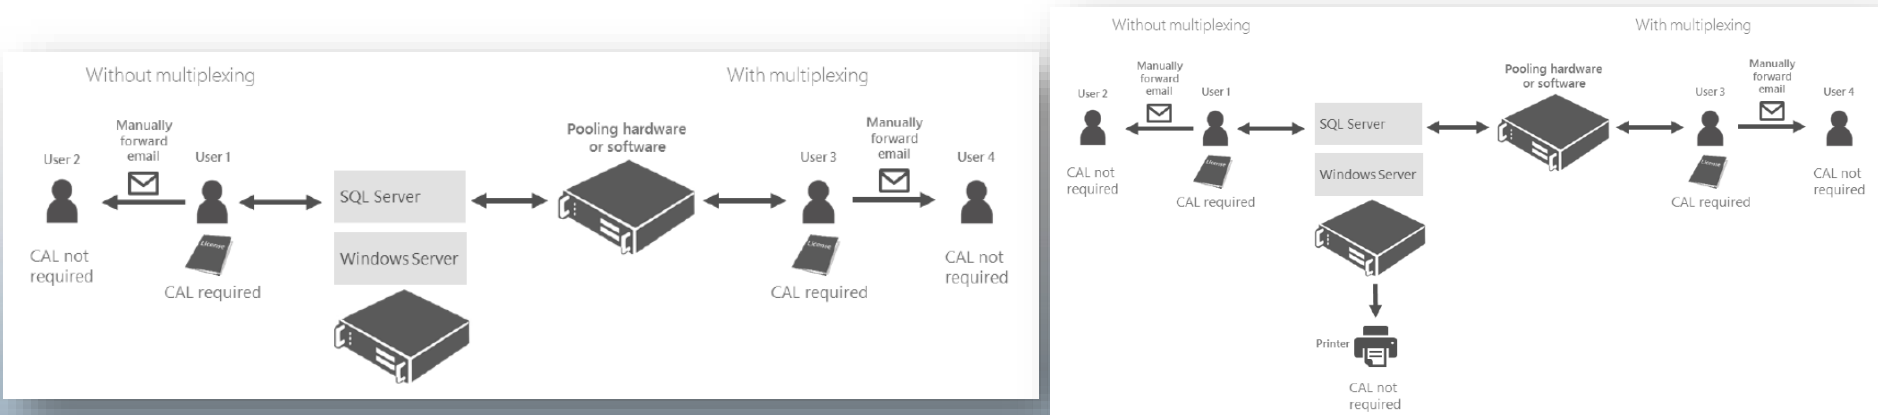 Without multiplexing
With multiplexing
Manually
forward
email
User 2
User 1
Pooling hardware
or software
User 3
Manually
forward
email
User 4
SQL Server
Windows Server
License
License
CAL not
required
CAL required
CAL required
CAL not
required
Without multiplexing
With multiplexing
Manually
forward
email
User 2
User 1
Pooling hardware
or software
User 3
Manually
forward
email
User 4
SQL Server
Windows Server
License
License
CAL not
required
CAL required
CAL required
CAL not
required
Printer
CAL not
required